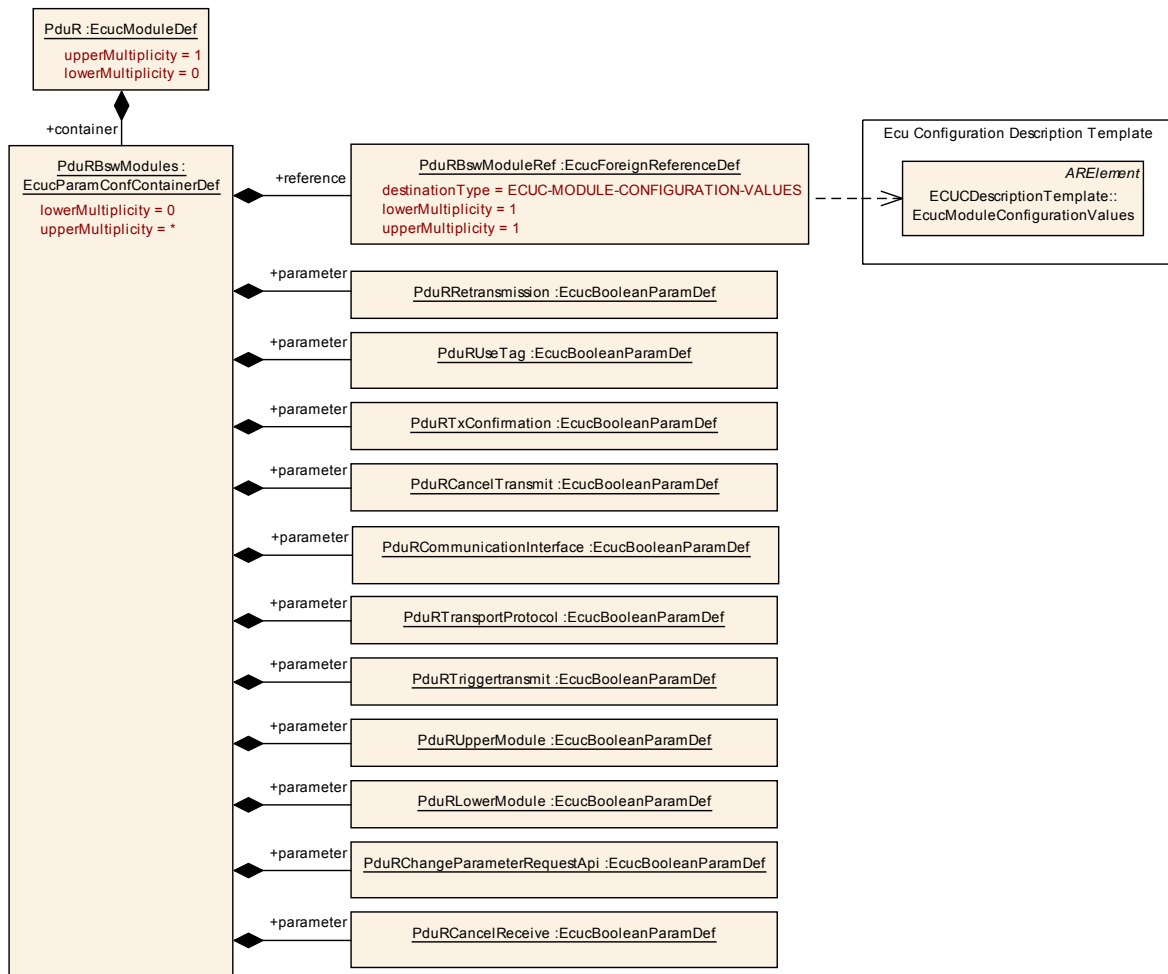 PduR :EcucModuleDef
upperMultiplicity = 1
lowerMultiplicity = 0
+container
PduRBswModules :
EcucParamConfContainerDef
lowerMultiplicity = 0
upperMultiplicity = *
+reference
PduRBswModuleRef :EcucForeignReferenceDef
destinationType = ECUC-MODULE-CONFIGURATION-VALUES
lowerMultiplicity = 1
upperMultiplicity = 1
Ecu Configuration Description Template
ARElement
ECUCDescriptionTemplate::
EcucModuleConfigurationValues
+parameter
PduRRetransmission :EcucBooleanParamDef
+parameter
PduRUseTag :EcucBooleanParamDef
+parameter
PduRTxConfirmation :EcucBooleanParamDef
+parameter
PduRCancelTransmit :EcucBooleanParamDef
+parameter
PduRCommunicationInterface :EcucBooleanParamDef
+parameter
PduRTransportProtocol :EcucBooleanParamDef
+parameter
PduRTriggertransmit :EcucBooleanParamDef
+parameter
PduRUpperModule :EcucBooleanParamDef
+parameter
PduRLowerModule :EcucBooleanParamDef
+parameter
PduRChangeParameterRequestApi :EcucBooleanParamDef
+parameter
PduRCancelReceive :EcucBooleanParamDef